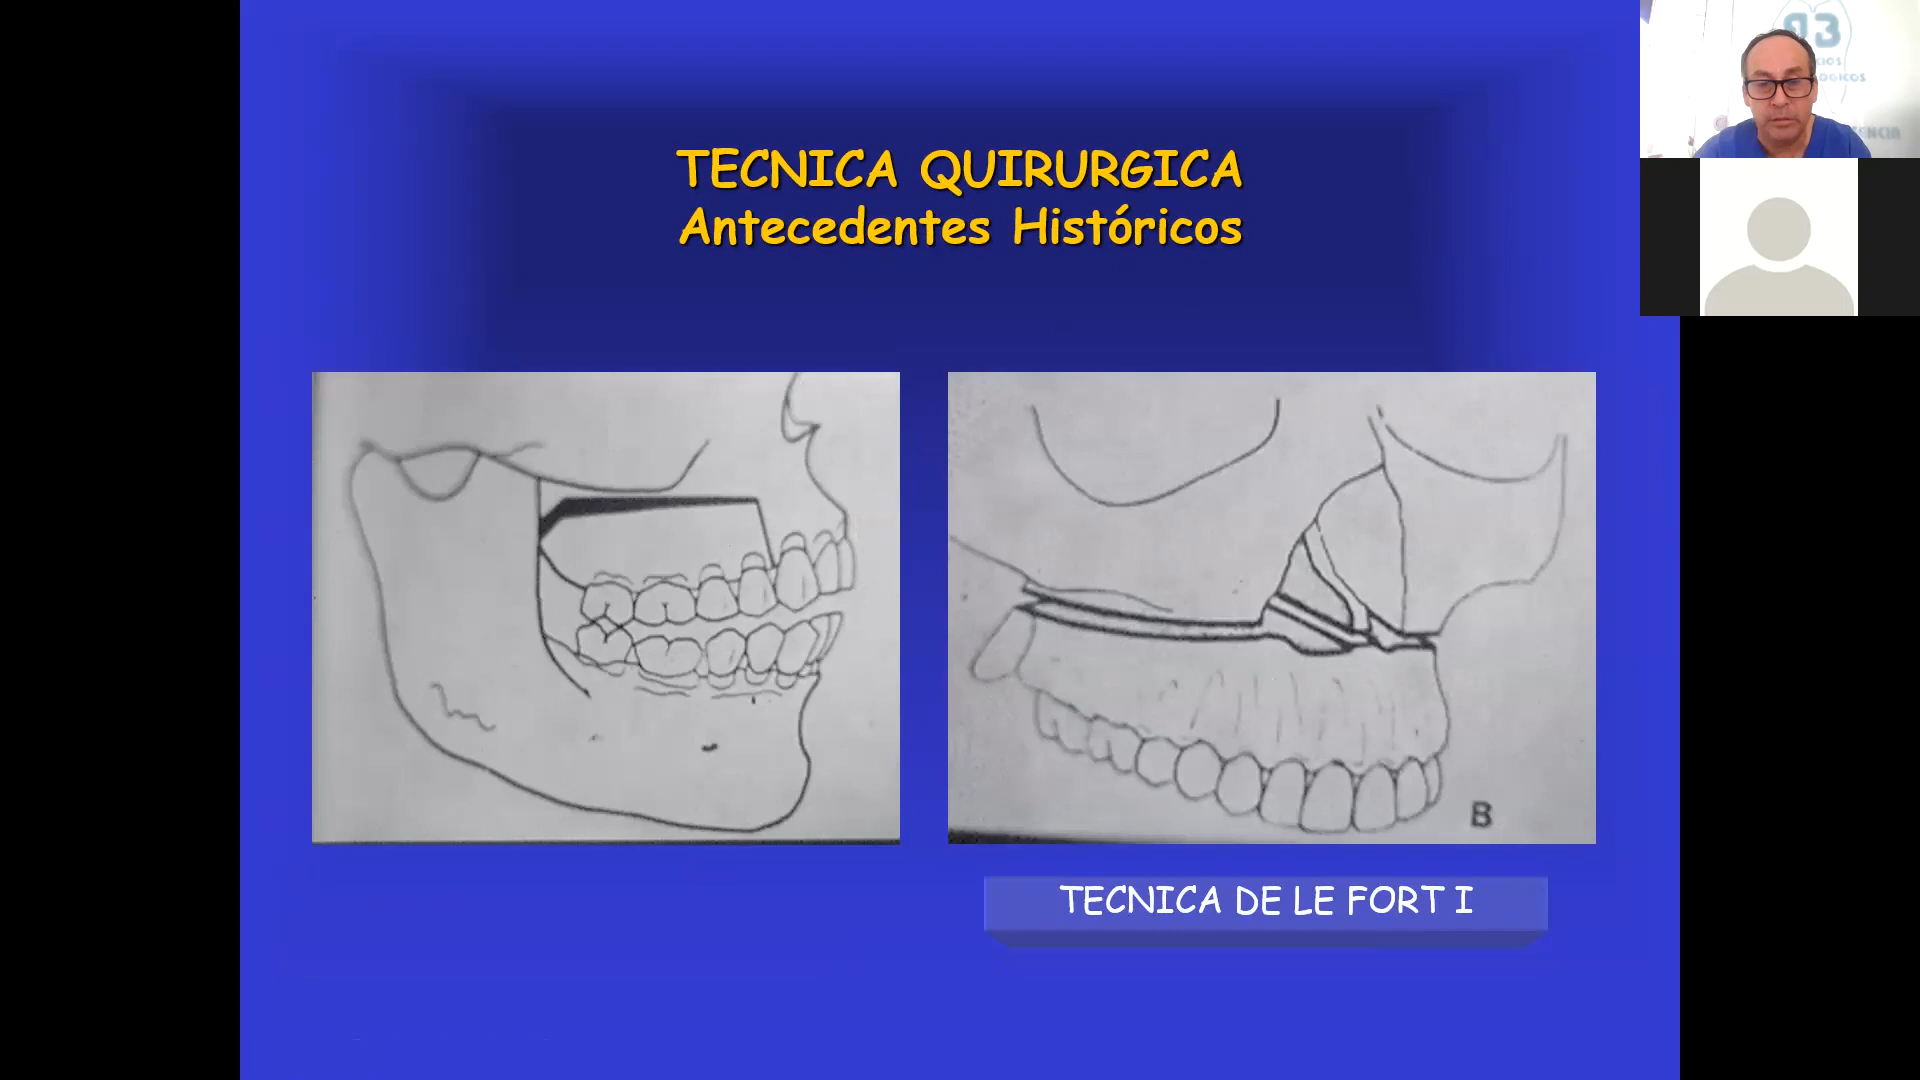 TECNICA QUIRURGICA
Antecedentes Históricos
B
TECNICA DE LE FORT I